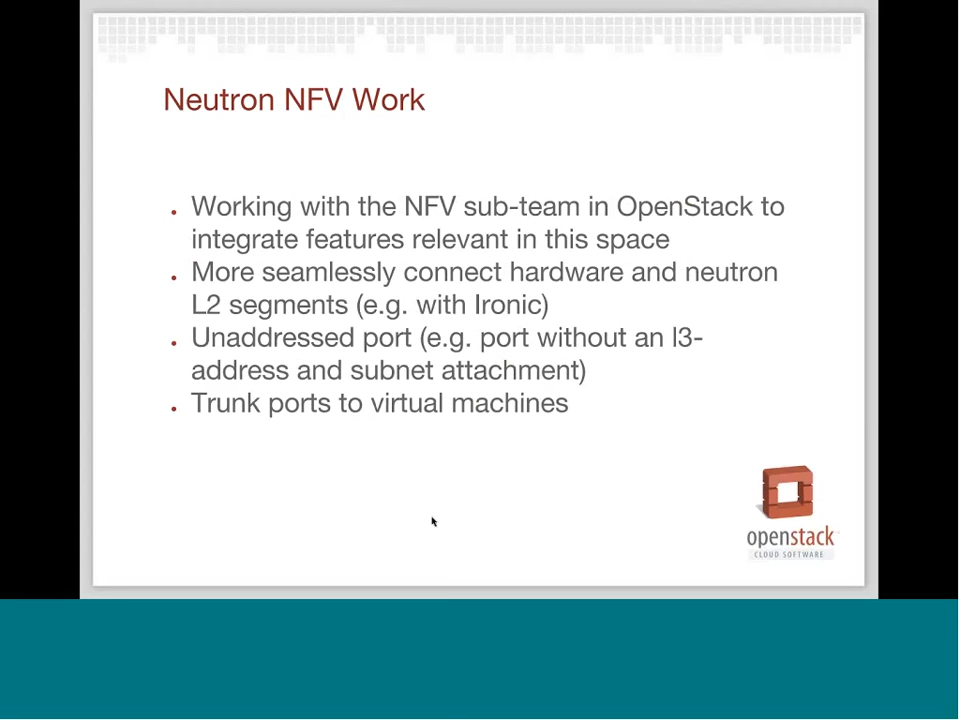 Neutron NFV Work
. Working with the NFV sub-team in OpenStack to
integrate features relevant in this space
. More seamlessly connect hardware and neutron
L2 segments (e.g. with Ironic)
. Unaddressed port (e.g. port without an l3-
address and subnet attachment)
. Trunk ports to virtual machines
openstack
CLOUD SOFTWARE